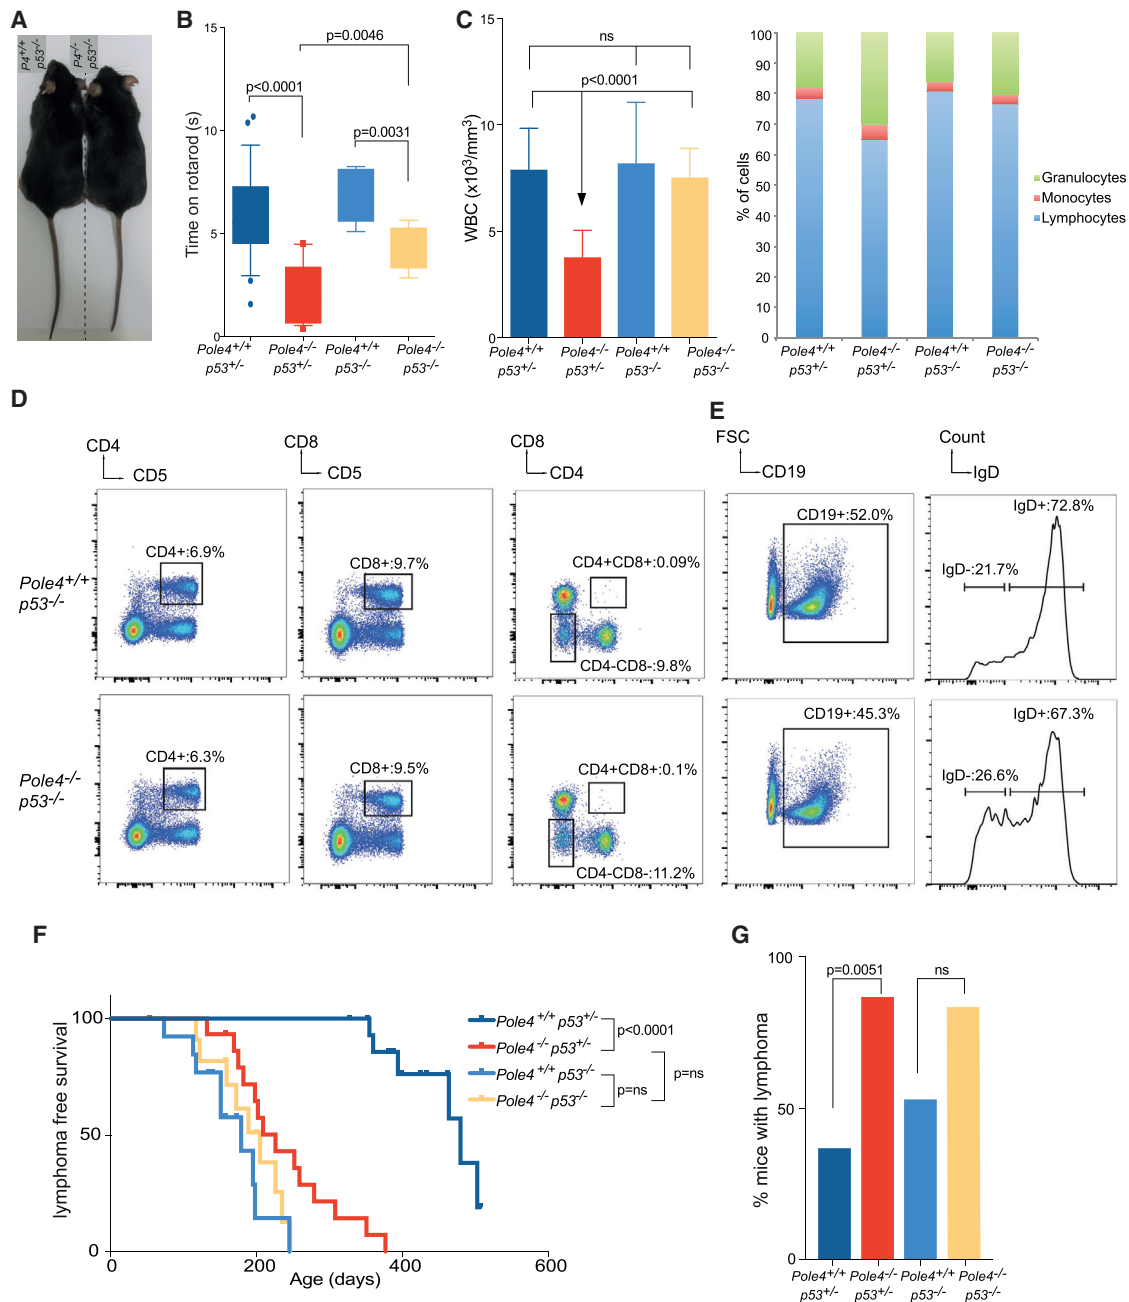 A
P4+/+
p53-/-
P4-/-
p53-/-
B
15
10
5
0
Time on rotarod (s)
p=0.0046
p<0.0001
p=0.0031
Pole4+/+
p53+/-
Pole4-/-
p53+/-
Pole4+/+
p53-/-
Pole4-/-
p53-/-
C
15
10
5
0
WBC (x10³/mm³)
ns
p<0.0001
Pole4+/+
p53+/-
Pole4-/-
p53+/-
Pole4+/+
p53-/-
Pole4-/-
p53-/-
100
90
80
70
60
50
40
30
20
10
0
% of cells
Granulocytes
Monocytes
Lymphocytes
Pole4+/+
p53+/-
Pole4-/-
p53+/-
Pole4+/+
p53-/-
Pole4-/-
p53-/-
D
CD4
CD5
CD8
CD5
CD8
CD4
Pole4+/+
p53-/-
CD4+:6.9%
CD8+:9.7%
CD4+CD8+:0.09%
CD4-CD8-:9.8%
Pole4-/-
p53-/-
CD4+:6.3%
CD8+:9.5%
CD4+CD8+:0.1%
CD4-CD8-:11.2%
E
FSC
CD19
Count
IgD
CD19+:52.0%
IgD+:72.8%
IgD-:21.7%
CD19+:45.3%
IgD+:67.3%
IgD-:26.6%
F
lymphoma free survival
100
50
0
0
200
400
600
Age (days)
Pole4 +/+ p53+/-
Pole4 -/- p53+/-
Pole4 +/+ p53-/-
Pole4 -/- p53-/-
p<0.0001
p=ns
p=ns
G
% mice with lymphoma
100
50
0
p=0.0051
ns
Pole4+/+
p53+/-
Pole4-/-
p53+/-
Pole4+/+
p53-/-
Pole4-/-
p53-/-